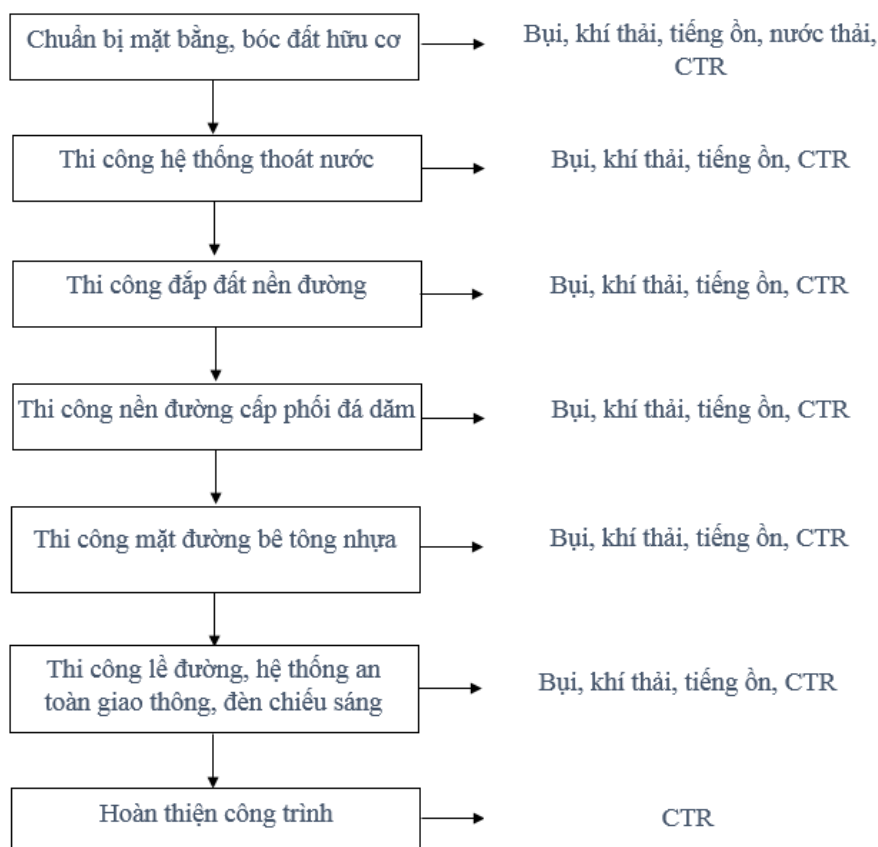 Chuẩn bị mặt bằng, bóc đất hữu cơ
Bụi, khí thải, tiếng ồn, nước thải,
CTR
Thi công hệ thống thoát nước
Bụi, khí thải, tiếng ồn, CTR
Thi công đắp đất nền đường
Bụi, khí thải, tiếng ồn, CTR
Thi công nền đường cấp phối đá dăm
Bụi, khí thải, tiếng ồn, CTR
Thi công mặt đường bê tông nhựa
Bụi, khí thải, tiếng ồn, CTR
Thi công lề đường, hệ thống an
toàn giao thông, đèn chiếu sáng
Bụi, khí thải, tiếng ồn, CTR
Hoàn thiện công trình
CTR